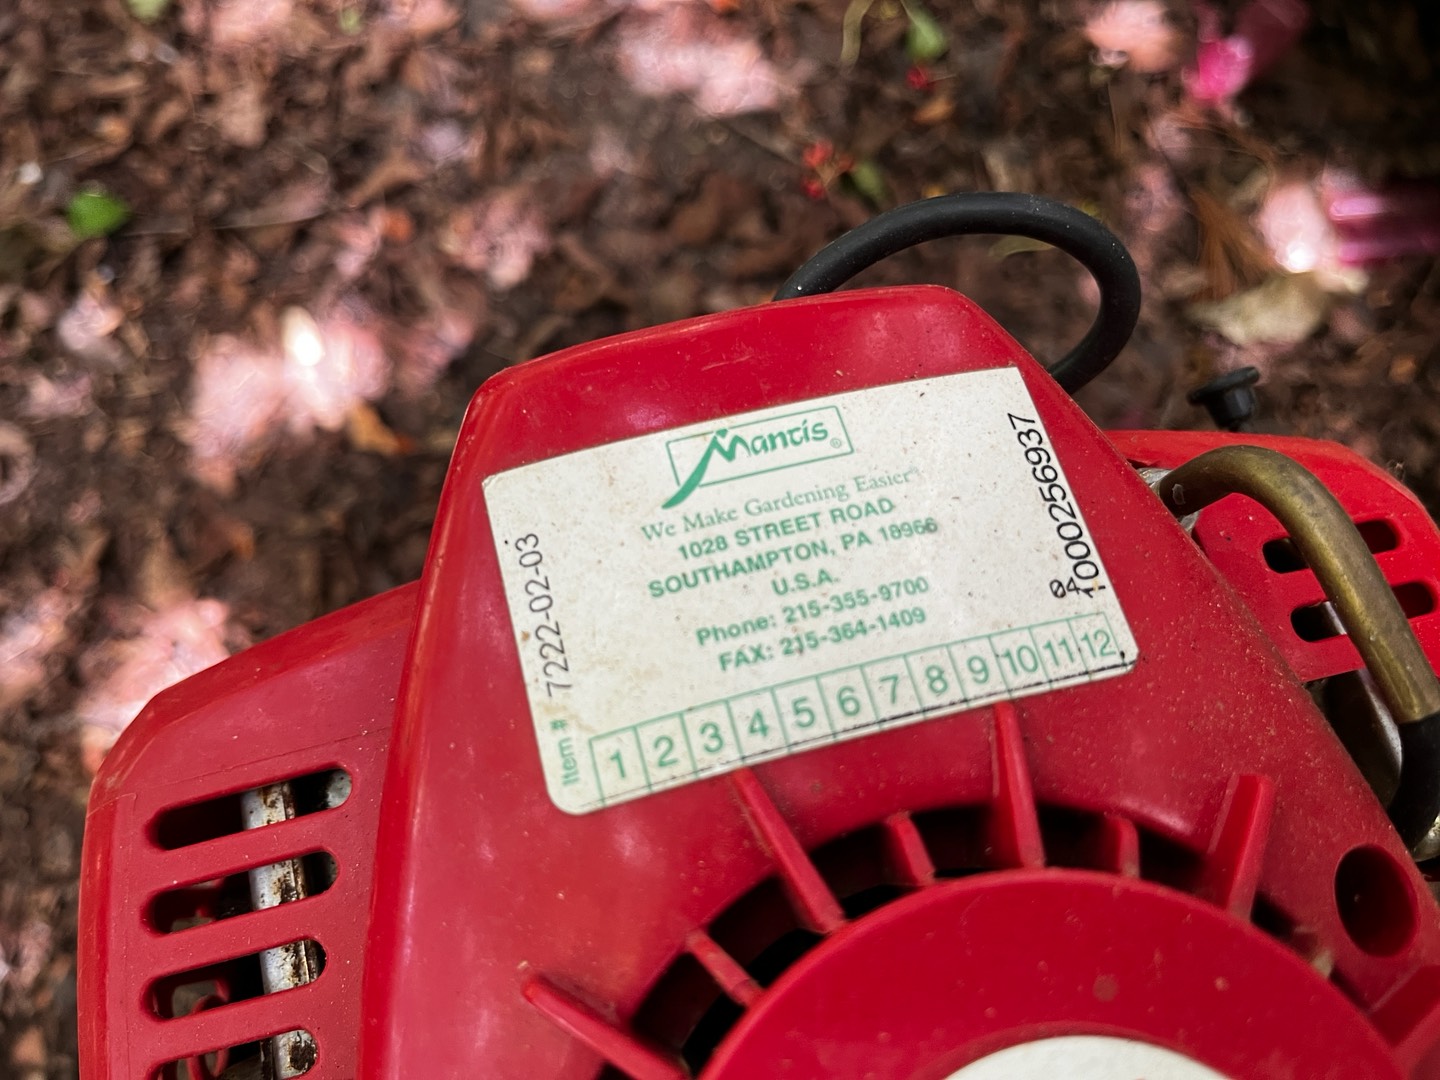 Mantis®
We Make Gardening Easier
1028 STREET ROAD
SOUTHAMPTON, PA 18966
U.S.A.
Phone: 215-355-9700
FAX: 215-364-1409
1 2 3 4 5 6 7 8 9 10 11 12
Item # 7222-02-03
1000256937